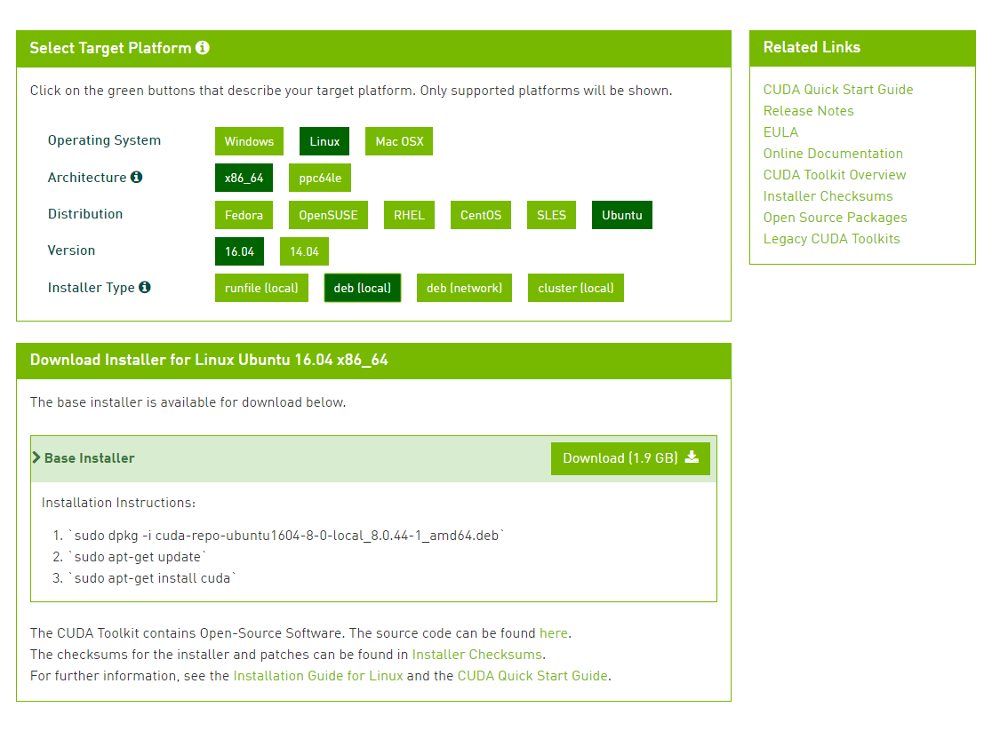 Select Target Platform
Click on the green buttons that describe your target platform. Only supported platforms will be shown.
Operating System Windows Linux Mac OSX
Architecture x86_64 ppc64le
Distribution Fedora OpenSUSE RHEL CentOS SLES Ubuntu
Version 16.04 14.04
Installer Type runfile (local) deb (local) deb (network) cluster (local)
Related Links
CUDA Quick Start Guide
Release Notes
EULA
Online Documentation
CUDA Toolkit Overview
Installer Checksums
Open Source Packages
Legacy CUDA Toolkits
Download Installer for Linux Ubuntu 16.04 x86_64
The base installer is available for download below.
Base Installer Download (1.9 GB)
Installation Instructions:
1. `sudo dpkg -i cuda-repo-ubuntu1604-8-0-local_8.0.44-1_amd64.deb`
2. `sudo apt-get update`
3. `sudo apt-get install cuda`
The CUDA Toolkit contains Open-Source Software. The source code can be found here.
The checksums for the installer and patches can be found in Installer Checksums.
For further information, see the Installation Guide for Linux and the CUDA Quick Start Guide.